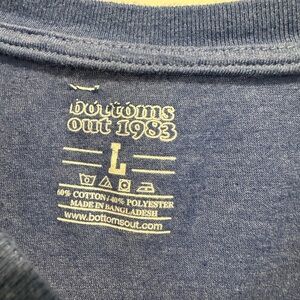 bottoms
out 1983
L
60% COTTON/40% POLYESTER
MADE IN BANGLADESH
www.bottomsout.com